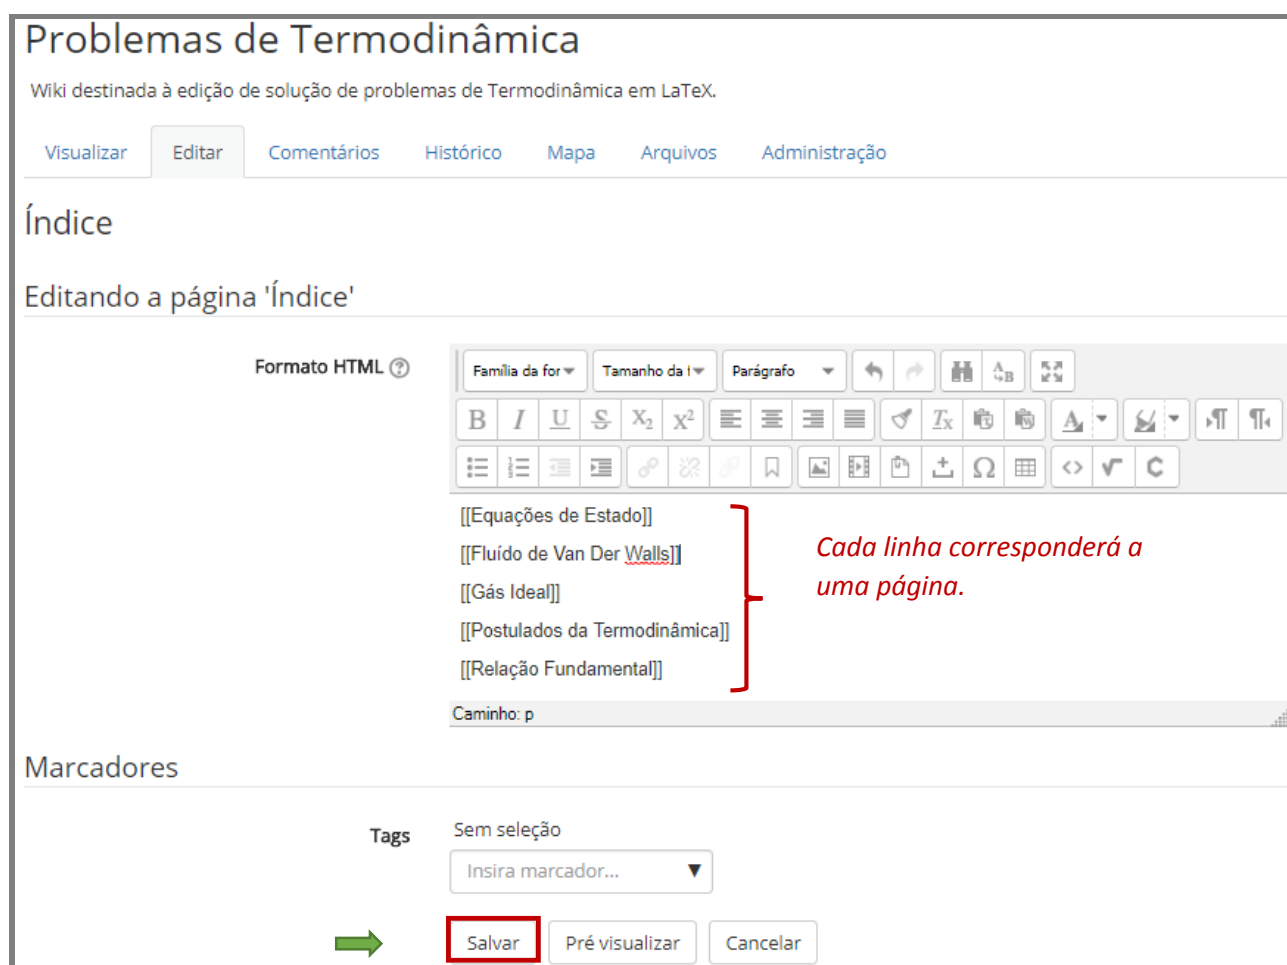 Problemas de Termodinâmica
Wiki destinada à edição de solução de problemas de Termodinâmica em LaTeX.
Visualizar Editar Comentários Histórico Mapa Arquivos Administração
Índice
Editando a página 'Índice'
Formato HTML
Família da for Tamanho da f Parágrafo
[[Equações de Estado]]
[[Fluído de Van Der Walls]]
[[Gás Ideal]]
[[Postulados da Termodinâmica]]
[[Relação Fundamental]]
Cada linha corresponderá a
uma página.
Caminho: p
Marcadores
Tags
Sem seleção
Insira marcador...
Salvar Pré visualizar Cancelar